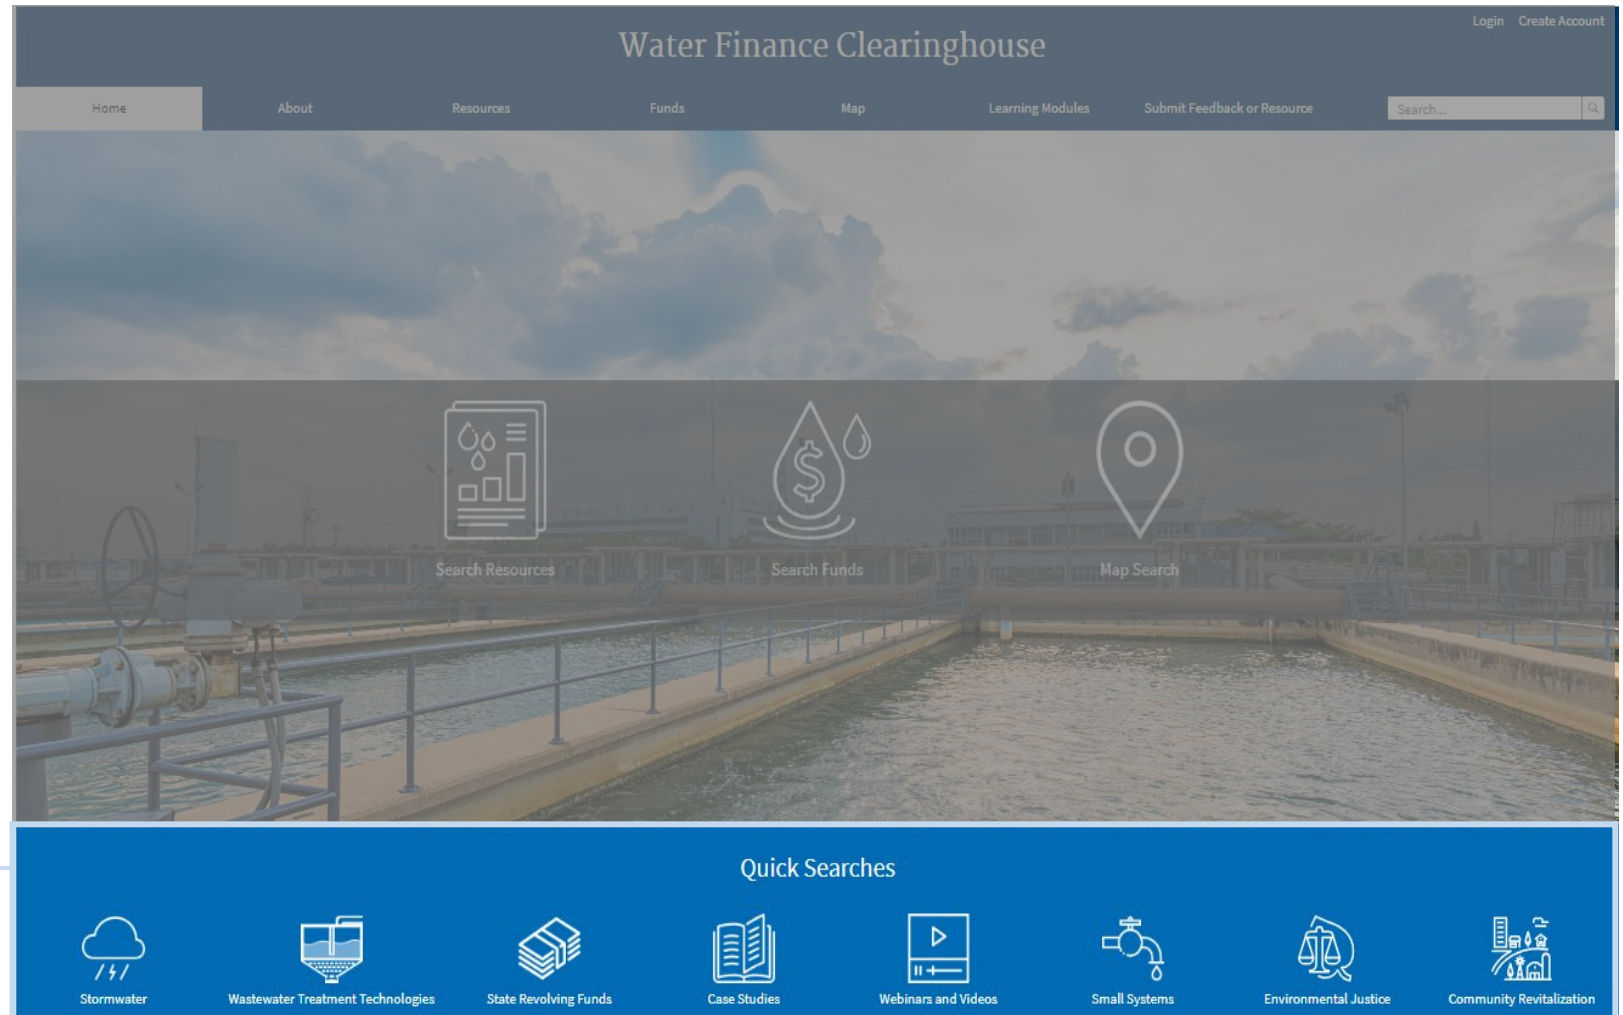 Login Create Account
Water Finance Clearinghouse
Home About Resources Funds Map Learning Modules Submit Feedback or Resource Search...
Search Resources Search Funds Map Search
Quick Searches
Stormwater Wastewater Treatment Technologies State Revolving Funds Case Studies Webinars and Videos Small Systems Environmental Justice Community Revitalization